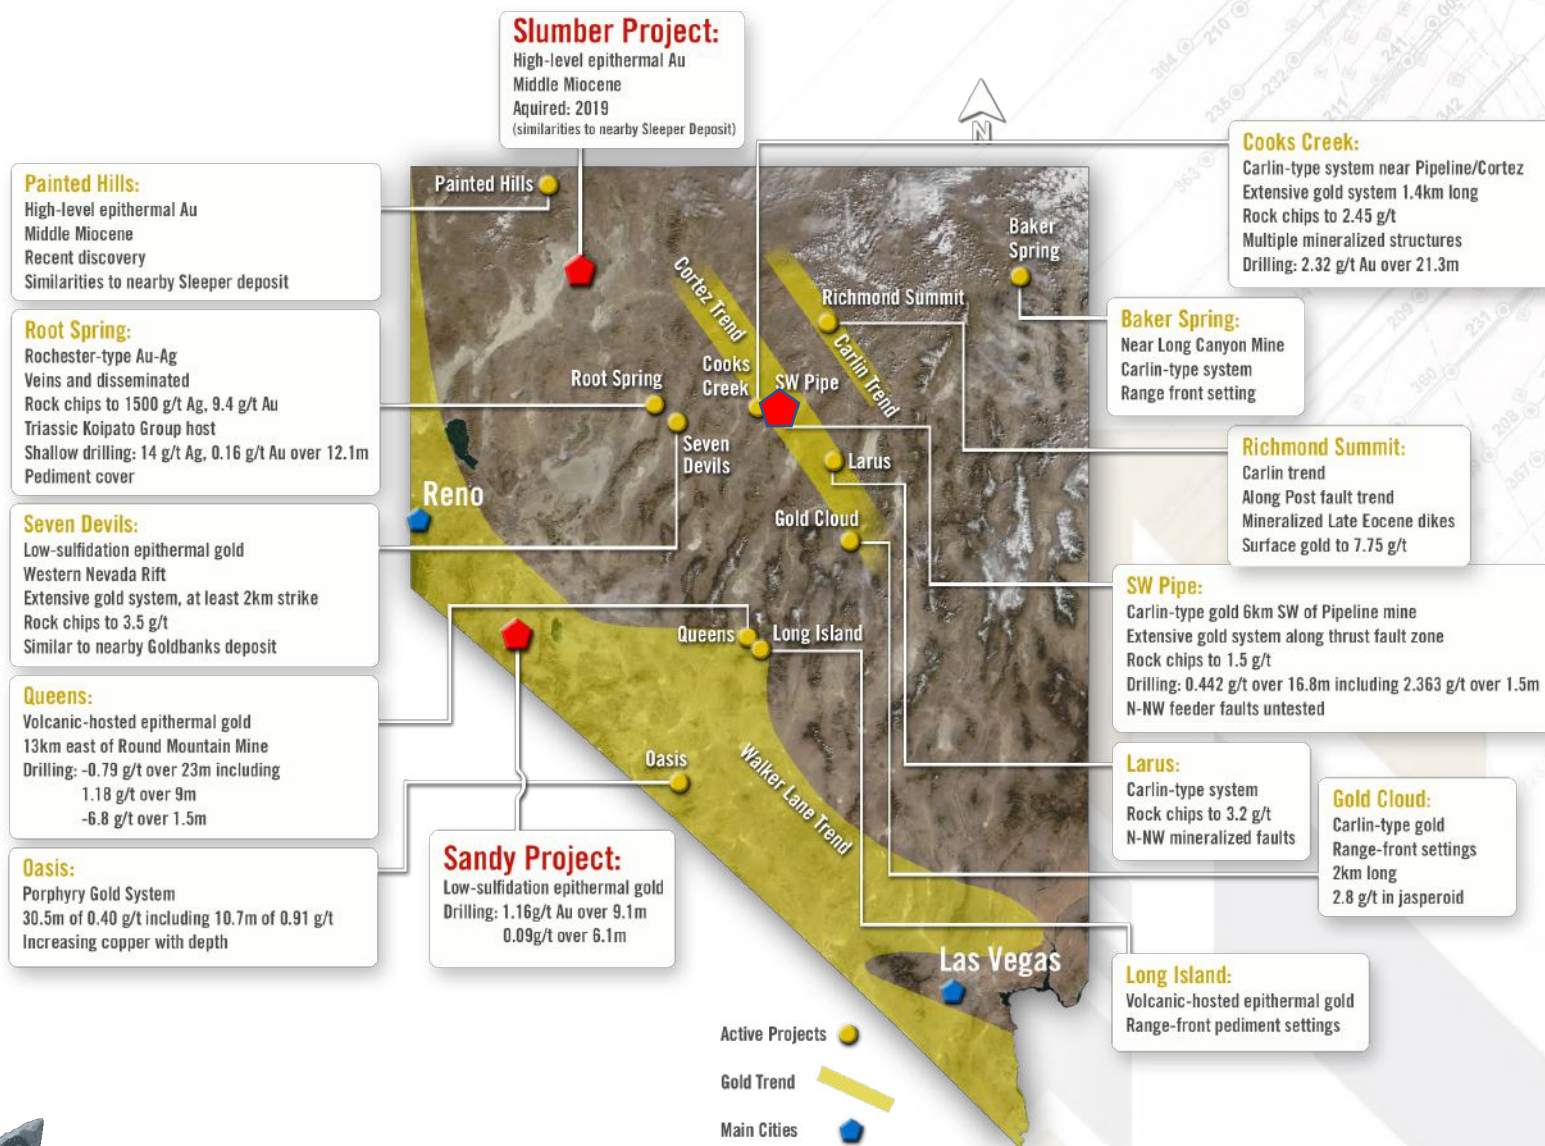 Slumber Project:
High-level epithermal Au
Middle Miocene
Aquired: 2019
(similarities to nearby Sleeper Deposit)
N
Painted Hills:
High-level epithermal Au
Middle Miocene
Recent discovery
Similarities to nearby Sleeper deposit
Root Spring:
Rochester-type Au-Ag
Veins and disseminated
Rock chips to 1500 g/t Ag, 9.4 g/t Au
Triassic Koipato Group host
Shallow drilling: 14 g/t Ag, 0.16 g/t Au over 12.1m
Pediment cover
Seven Devils:
Low-sulfidation epithermal gold
Western Nevada Rift
Extensive gold system, at least 2km strike
Rock chips to 3.5 g/t
Similar to nearby Goldbanks deposit
Queens:
Volcanic-hosted epithermal gold
13km east of Round Mountain Mine
Drilling: -0.79 g/t over 23m including
1.18 g/t over 9m
-6.8 g/t over 1.5m
Oasis:
Porphyry Gold System
30.5m of 0.40 g/t including 10.7m of 0.91 g/t
Increasing copper with depth
Sandy Project:
Low-sulfidation epithermal gold
Drilling: 1.16g/t Au over 9.1m
0.09g/t over 6.1m
Painted Hills
Baker
Spring
Cortez Trend
Richmond Summit
Carlin Trend
Cooks
Creek
SW Pipe
Root Spring
Seven
Devils
Larus
Reno
Gold Cloud
Queens
Long Island
Oasis
Walker Lane Trend
Las Vegas
Cooks Creek:
Carlin-type system near Pipeline/Cortez
Extensive gold system 1.4km long
Rock chips to 2.45 g/t
Multiple mineralized structures
Drilling: 2.32 g/t Au over 21.3m
Baker Spring:
Near Long Canyon Mine
Carlin-type system
Range front setting
Richmond Summit:
Carlin trend
Along Post fault trend
Mineralized Late Eocene dikes
Surface gold to 7.75 g/t
SW Pipe:
Carlin-type gold 6km SW of Pipeline mine
Extensive gold system along thrust fault zone
Rock chips to 1.5 g/t
Drilling: 0.442 g/t over 16.8m including 2.363 g/t over 1.5m
N-NW feeder faults untested
Larus:
Carlin-type system
Rock chips to 3.2 g/t
N-NW mineralized faults
Gold Cloud:
Carlin-type gold
Range-front settings
2km long
2.8 g/t in jasperoid
Long Island:
Volcanic-hosted epithermal gold
Range-front pediment settings
Active Projects
Gold Trend
Main Cities